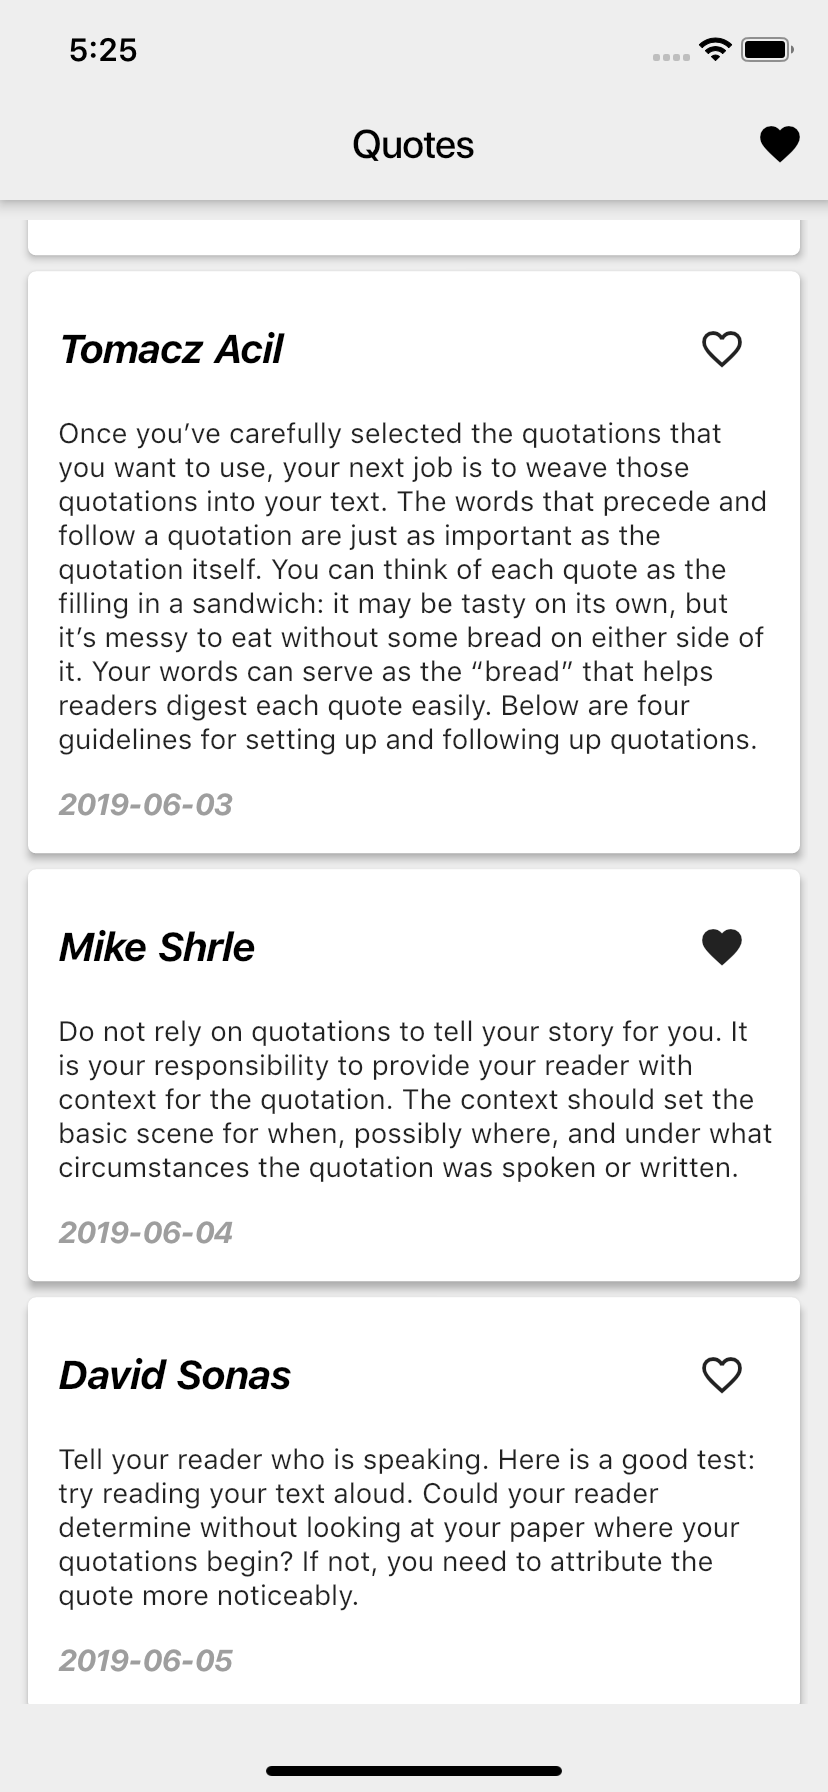 5:25
Quotes
Tomacz Acil
Once you’ve carefully selected the quotations that
you want to use, your next job is to weave those
quotations into your text. The words that precede and
follow a quotation are just as important as the
quotation itself. You can think of each quote as the
filling in a sandwich: it may be tasty on its own, but
it’s messy to eat without some bread on either side of
it. Your words can serve as the “bread” that helps
readers digest each quote easily. Below are four
guidelines for setting up and following up quotations.
2019-06-03
Mike Shrle
Do not rely on quotations to tell your story for you. It
is your responsibility to provide your reader with
context for the quotation. The context should set the
basic scene for when, possibly where, and under what
circumstances the quotation was spoken or written.
2019-06-04
David Sonas
Tell your reader who is speaking. Here is a good test:
try reading your text aloud. Could your reader
determine without looking at your paper where your
quotations begin? If not, you need to attribute the
quote more noticeably.
2019-06-05